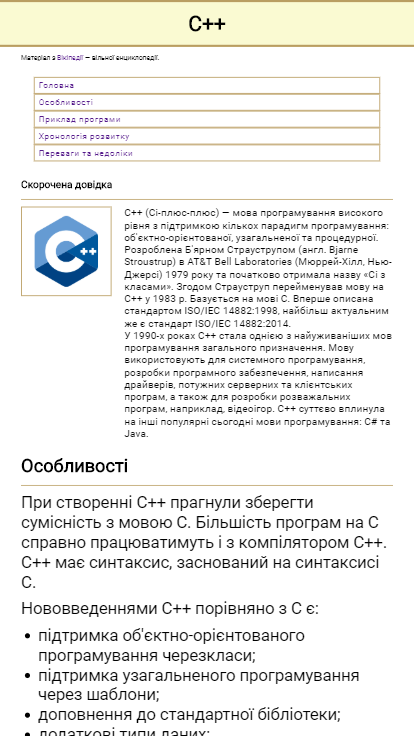 C++
Матеріал з Вікіпедії — вільної енциклопедії.
Головна
Особливості
Приклад програми
Хронологія розвитку
Переваги та недоліки
Скорочена довідка
C++ (Сі-плюс-плюс) — мова програмування високого
рівня з підтримкою кількох парадигм програмування:
об'єктно-орієнтованої, узагальненої та процедурної.
Розроблена Б'ярном Страуструпом (англ. Bjarne
Stroustrup) в AT&T Bell Laboratories (Мюррей-Хілл, Нью-
Джерсі) 1979 року та початково отримала назву «Сі з
класами». Згодом Страуструп перейменував мову на
C++ у 1983 р. Базується на мові С. Вперше описана
стандартом ISO/IEC 14882:1998, найбільш актуальним
же є стандарт ISO/IEC 14882:2014.
У 1990-х роках С++ стала однією з найуживаніших мов
програмування загального призначення. Мову
використовують для системного програмування,
розробки програмного забезпечення, написання
драйверів, потужних серверних та клієнтських
програм, а також для розробки розважальних
програм, наприклад, відеоігор. С++ суттєво вплинула
на інші популярні сьогодні мови програмування: С# та
Java.
Особливості
При створенні С++ прагнули зберегти
сумісність з мовою С. Більшість програм на С
справно працюватимуть і з компілятором С++.
С++ має синтаксис, заснований на синтаксисі
С.
Нововведеннями С++ порівняно з С є:
• підтримка об'єктно-орієнтованого
програмування черезкласи;
• підтримка узагальненого програмування
через шаблони;
• доповнення до стандартної бібліотеки;
• додаткові типи даних;